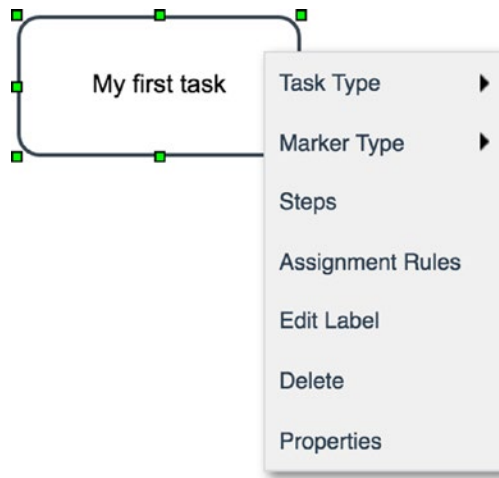 My first task
Task Type
Marker Type
Steps
Assignment Rules
Edit Label
Delete
Properties